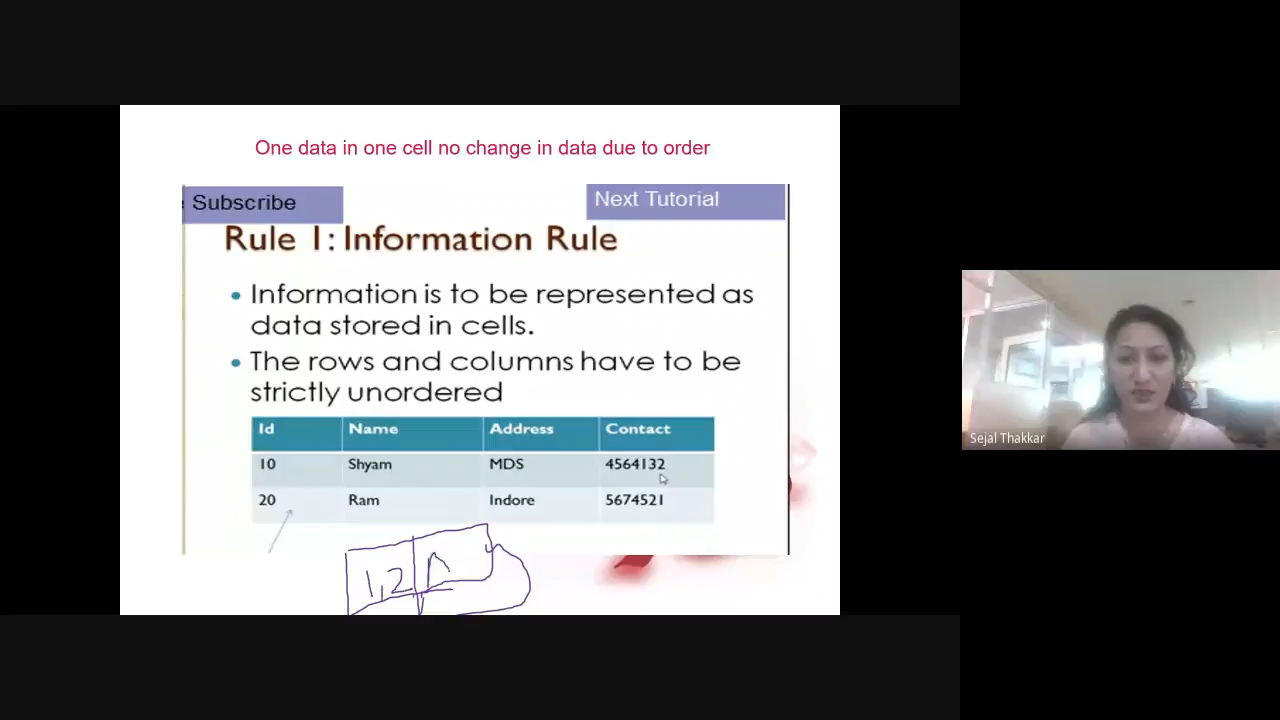 One data in one cell no change in data due to order
Subscribe
Next Tutorial
Rule 1: Information Rule
• Information is to be represented as
data stored in cells.
• The rows and columns have to be
strictly unordered
Id Name Address Contact
10 Shyam MDS 4564132
20 Ram Indore 5674521
1,2
Sejal Thakkar